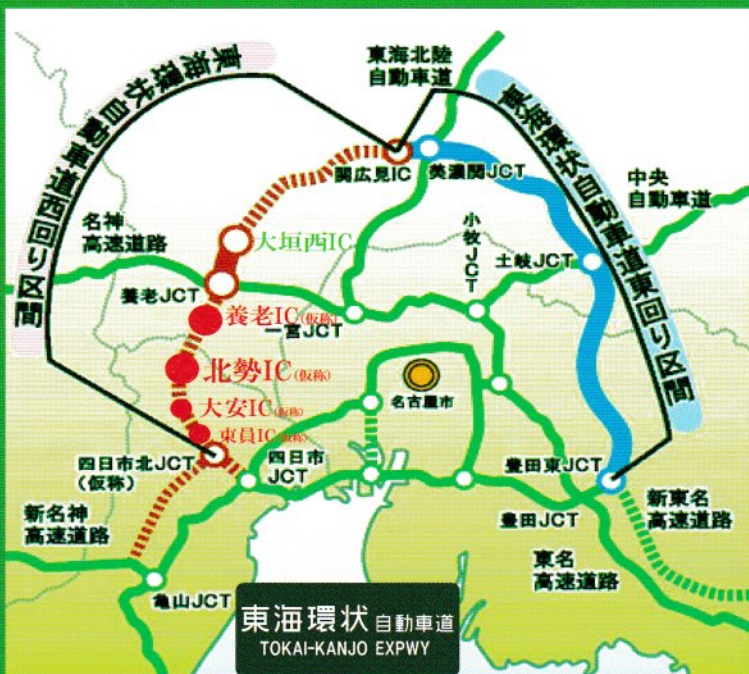 東海北陸
自動車道
東海環状自動車道西回り区間
東海環状自動車道東回り区間
関広見IC
美濃関JCT
中央
自動車道
名神
高速道路
大垣西IC
小牧JCT
土岐JCT
養老JCT
養老IC(仮称)
一宮JCT
北勢IC(仮称)
名古屋市
大安IC(仮称)
東員IC(仮称)
四日市北JCT
(仮称)
四日市
JCT
豊田東JCT
新名神
高速道路
豊田JCT
新東名
高速道路
東名
高速道路
亀山JCT
東海環状自動車道
TOKAI-KANJO EXPWY